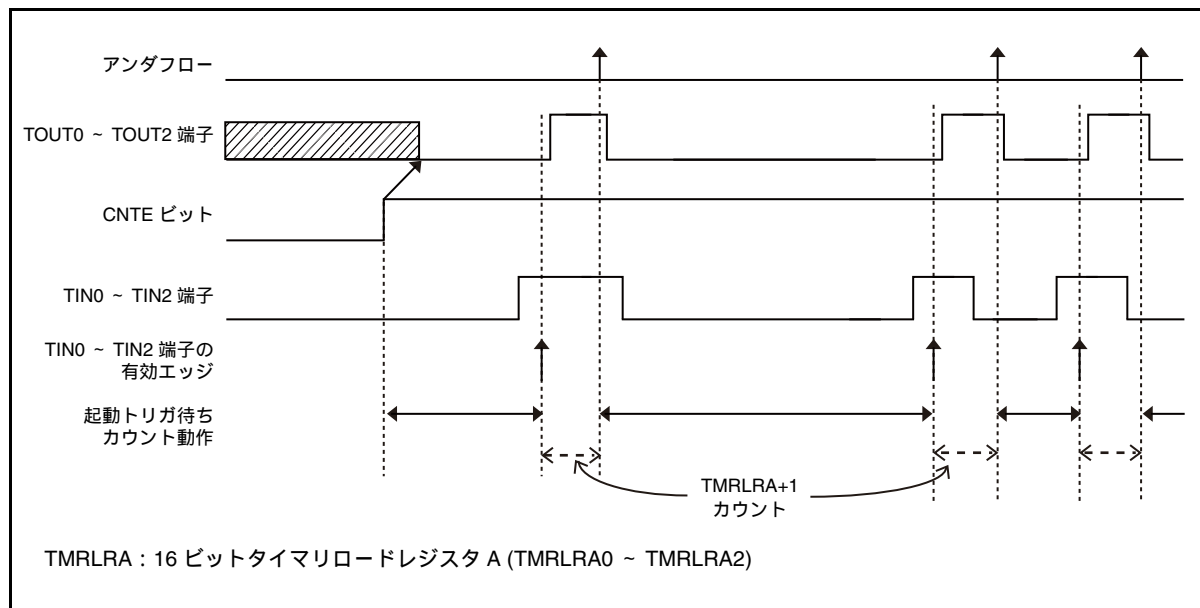 アンダフロー
TOUT0 ~ TOUT2 端子
CNTE ビット
TIN0 ~ TIN2 端子
TIN0 ~ TIN2 端子の
有効エッジ
起動トリガ待ち
カウント動作
TMRLRA+1
カウント
TMRLRA : 16 ビットタイマリロードレジスタ A (TMRLRA0 ~ TMRLRA2)